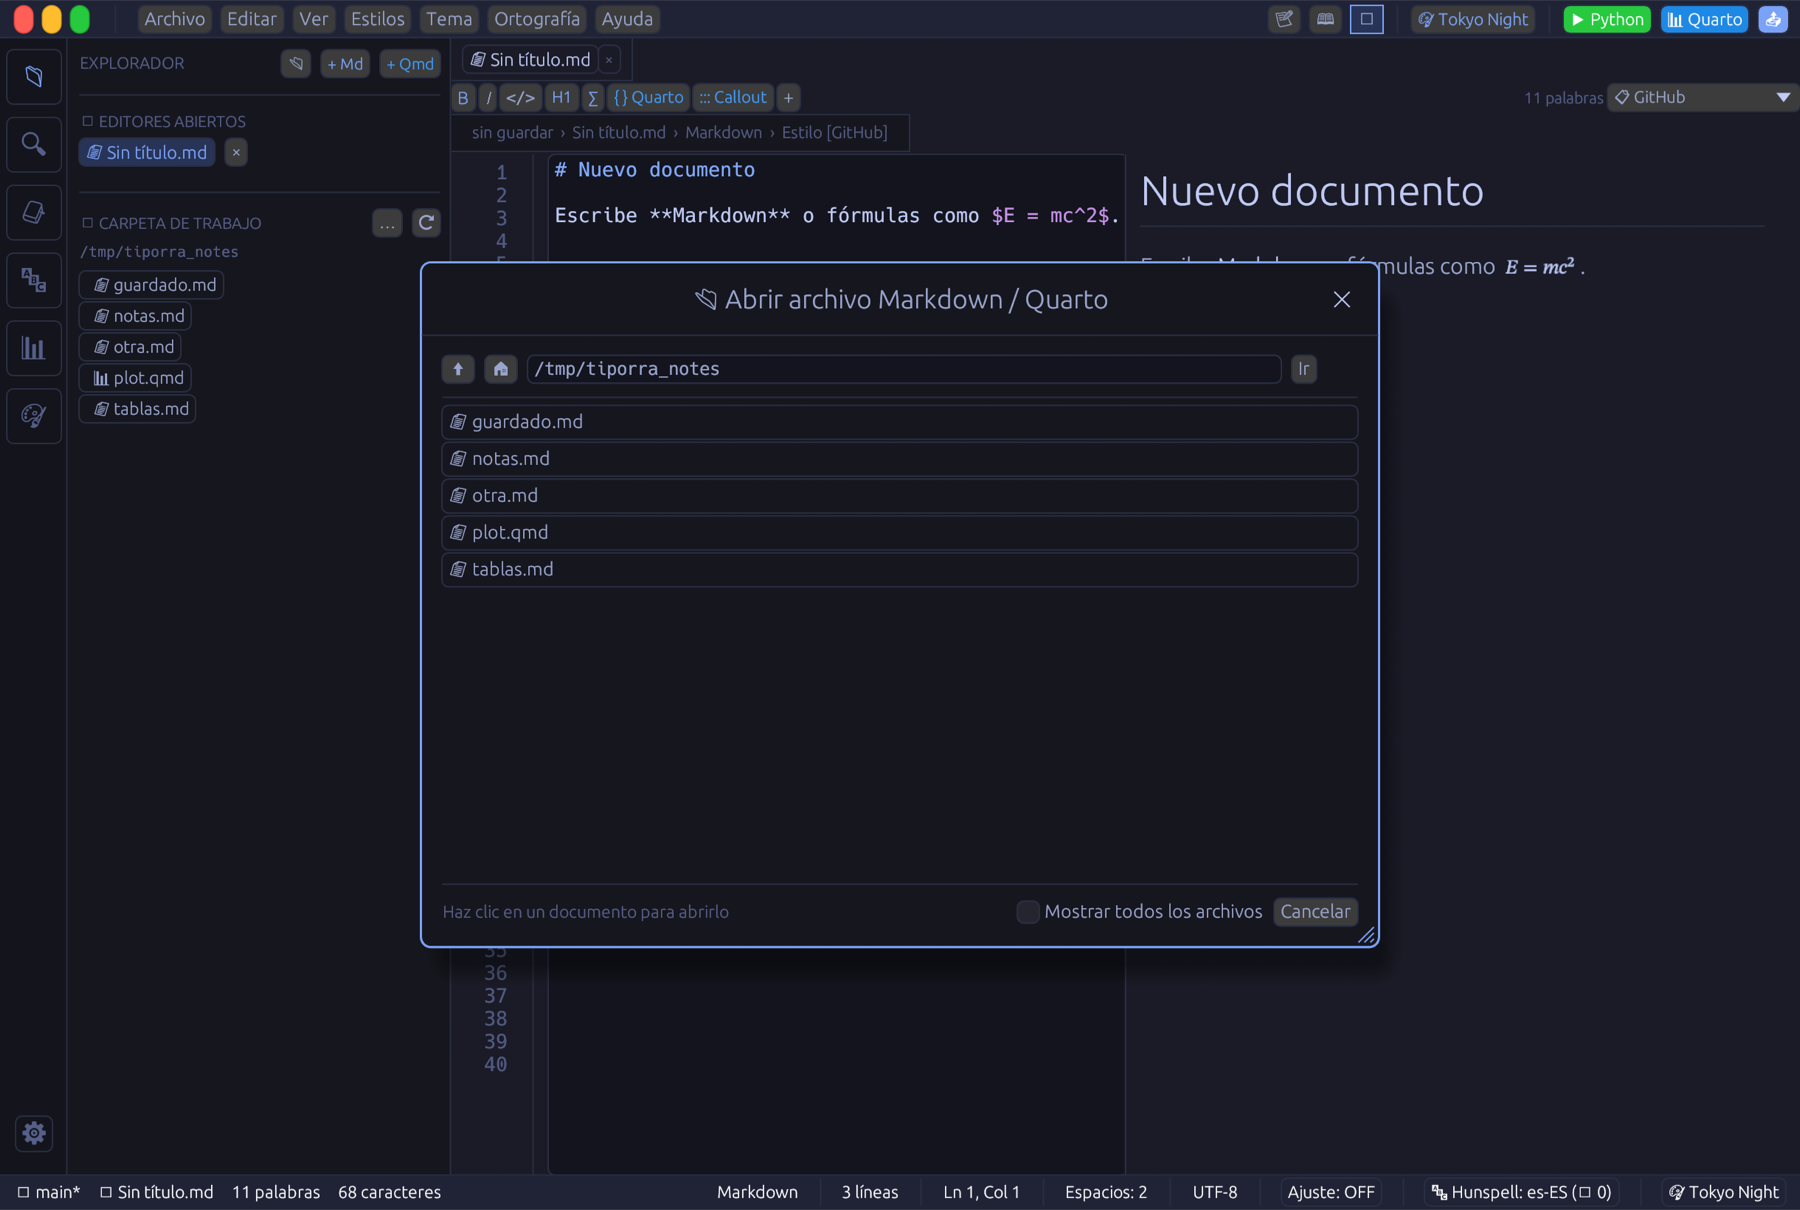 Archivo Editar Ver Estilos Tema Ortografía Ayuda Tokyo Night Python Quarto
EXPLORADOR + Md + Qmd
Sin título.md ×
B / </> H1 ∑ {} Quarto ::: Callout + 11 palabras GitHub
EDITORES ABIERTOS
Sin título.md ×
sin guardar › Sin título.md › Markdown › Estilo [GitHub]
CARPETA DE TRABAJO ...
/tmp/tiporra_notes
guardado.md
notas.md
otra.md
plot.qmd
tablas.md
1 # Nuevo documento
2
3 Escribe **Markdown** o fórmulas como $E = mc^2$.
4
Nuevo documento
fórmulas como E = mc² .
Abrir archivo Markdown / Quarto
/tmp/tiporra_notes Ir
guardado.md
notas.md
otra.md
plot.qmd
tablas.md
Haz clic en un documento para abrirlo Mostrar todos los archivos Cancelar
36
37
38
39
40
main* Sin título.md 11 palabras 68 caracteres Markdown 3 líneas Ln 1, Col 1 Espacios: 2 UTF-8 Ajuste: OFF Hunspell: es-ES (□ 0) Tokyo Night